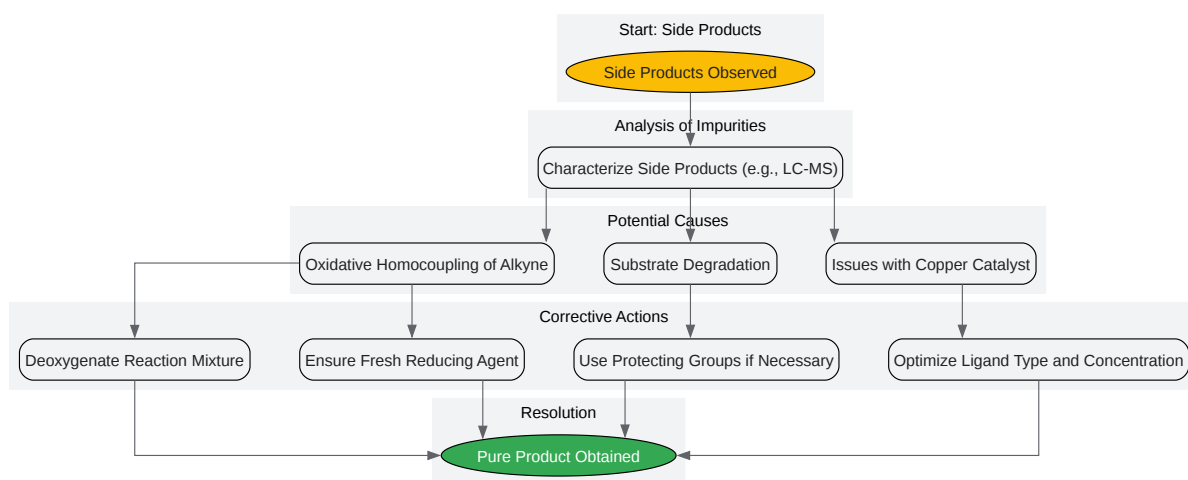 Start: Side Products
Side Products Observed
Analysis of Impurities
Characterize Side Products (e.g., LC-MS)
Potential Causes
Oxidative Homocoupling of Alkyne
Substrate Degradation
Issues with Copper Catalyst
Corrective Actions
Deoxygenate Reaction Mixture
Ensure Fresh Reducing Agent
Use Protecting Groups if Necessary
Optimize Ligand Type and Concentration
Resolution
Pure Product Obtained